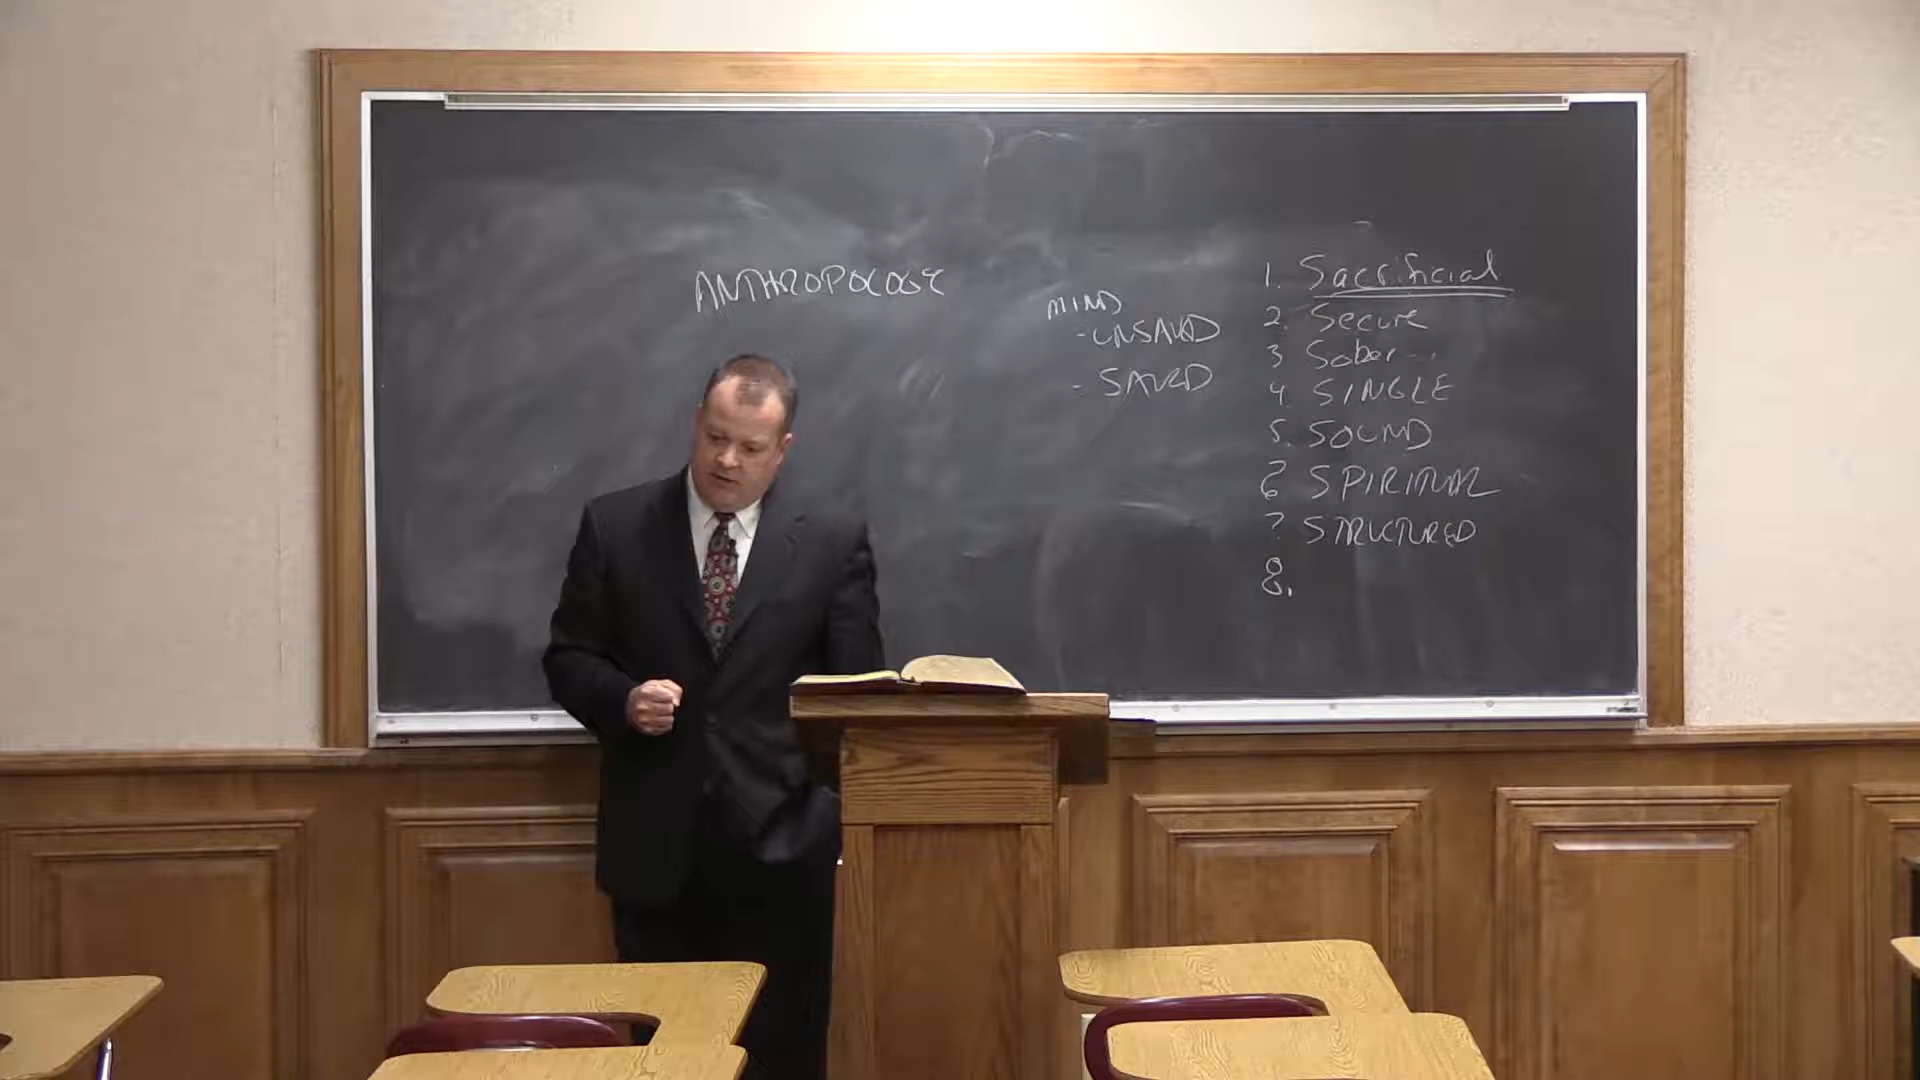 ANTHROPOLOGY
MIND
- UNSAVED
- SAVED
1. Sacrificial
2. Secure
3 Sober
4. SINGLE
5. SOUND
6 SPIRITUAL
7 STRUCTURED
8.